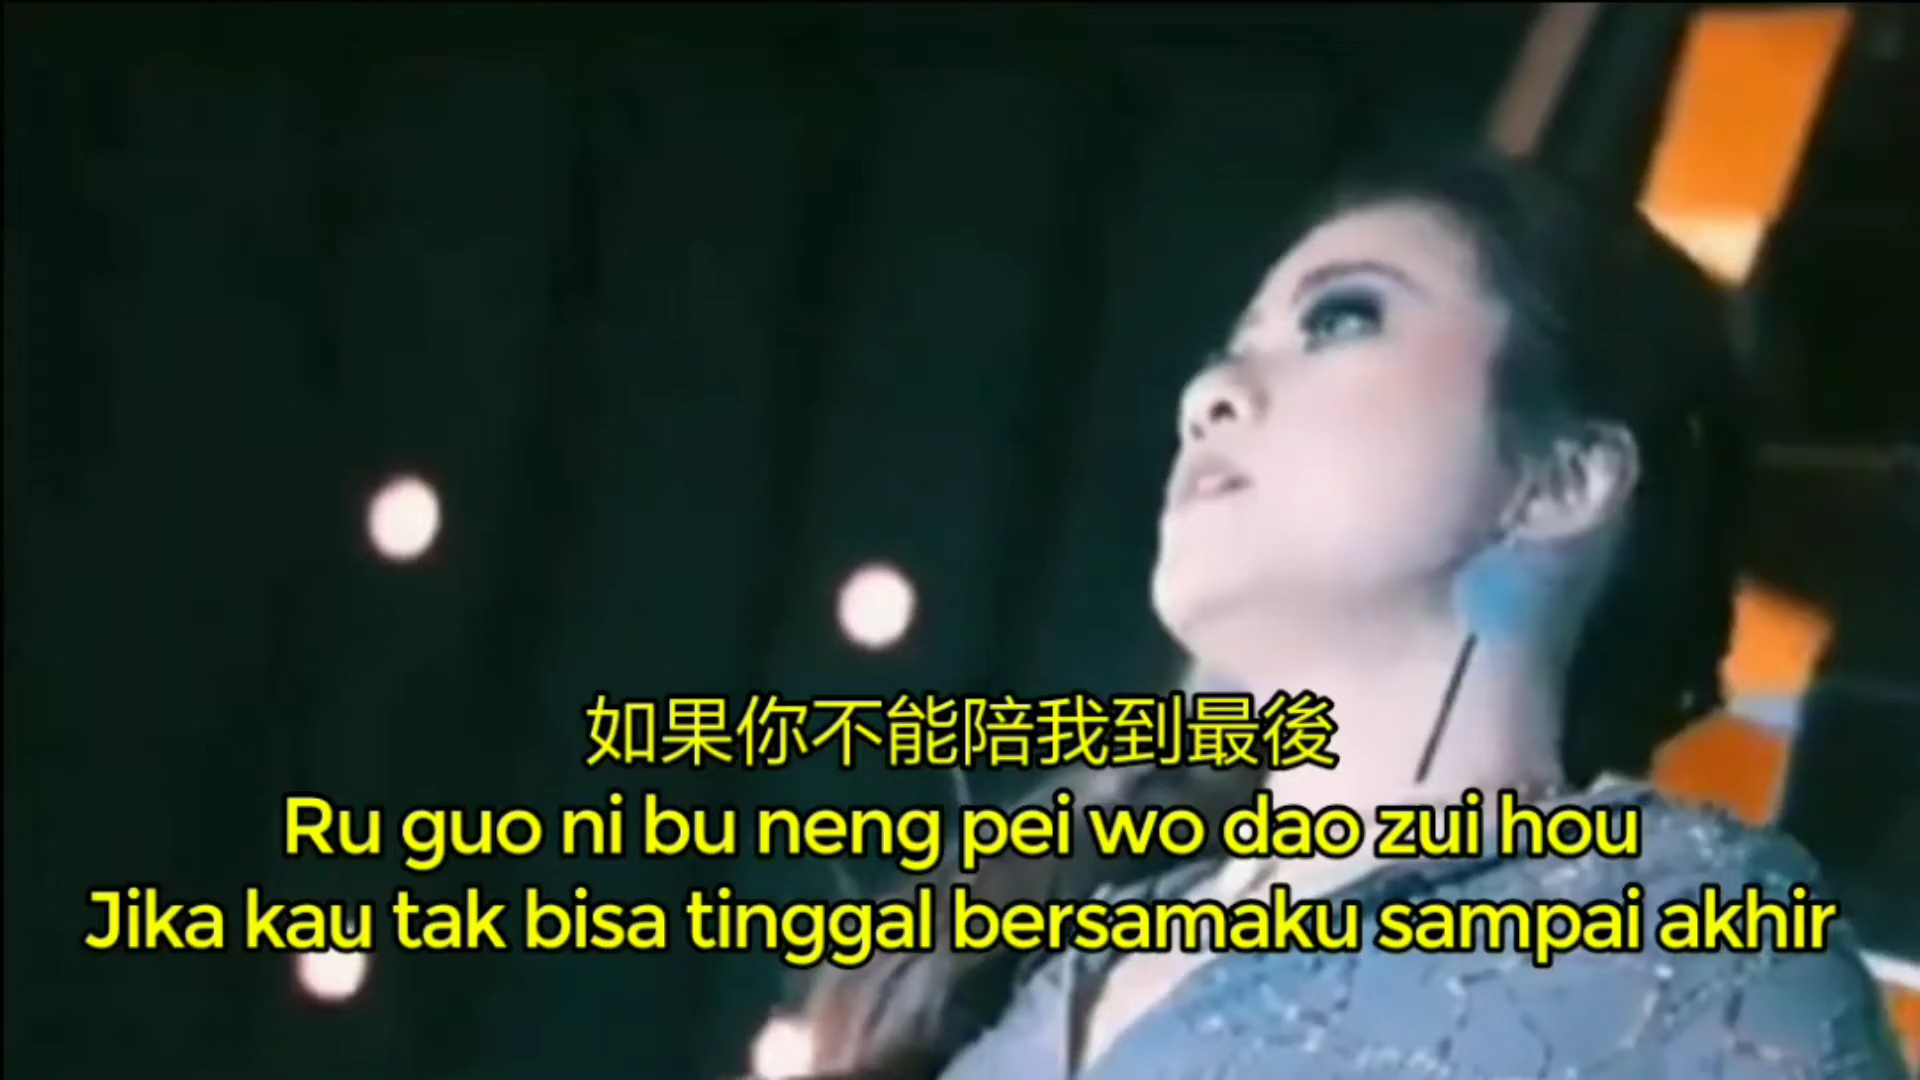 如果你不能陪我到最後
Ru guo ni bu neng pei wo dao zui hou
Jika kau tak bisa tinggal bersamaku sampai akhir